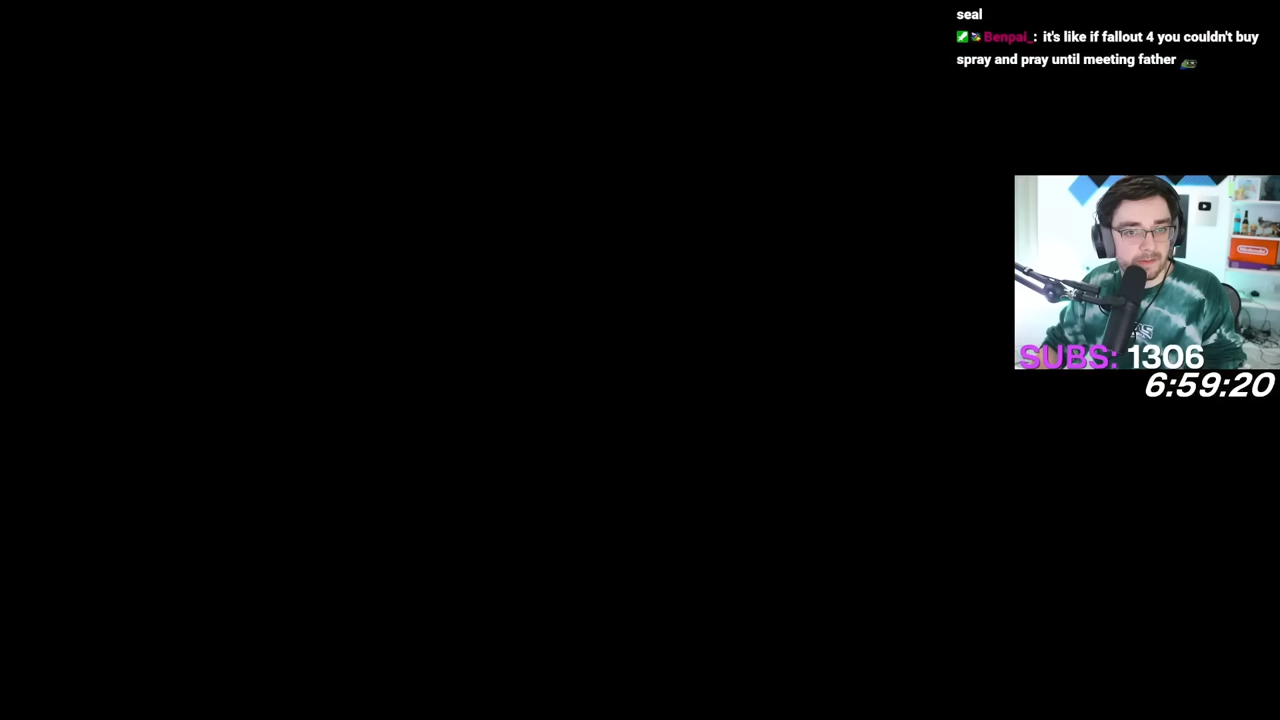 seal
Benpai_: it's like if fallout 4 you couldn't buy
spray and pray until meeting father
SUBS: 1306
6:59:20